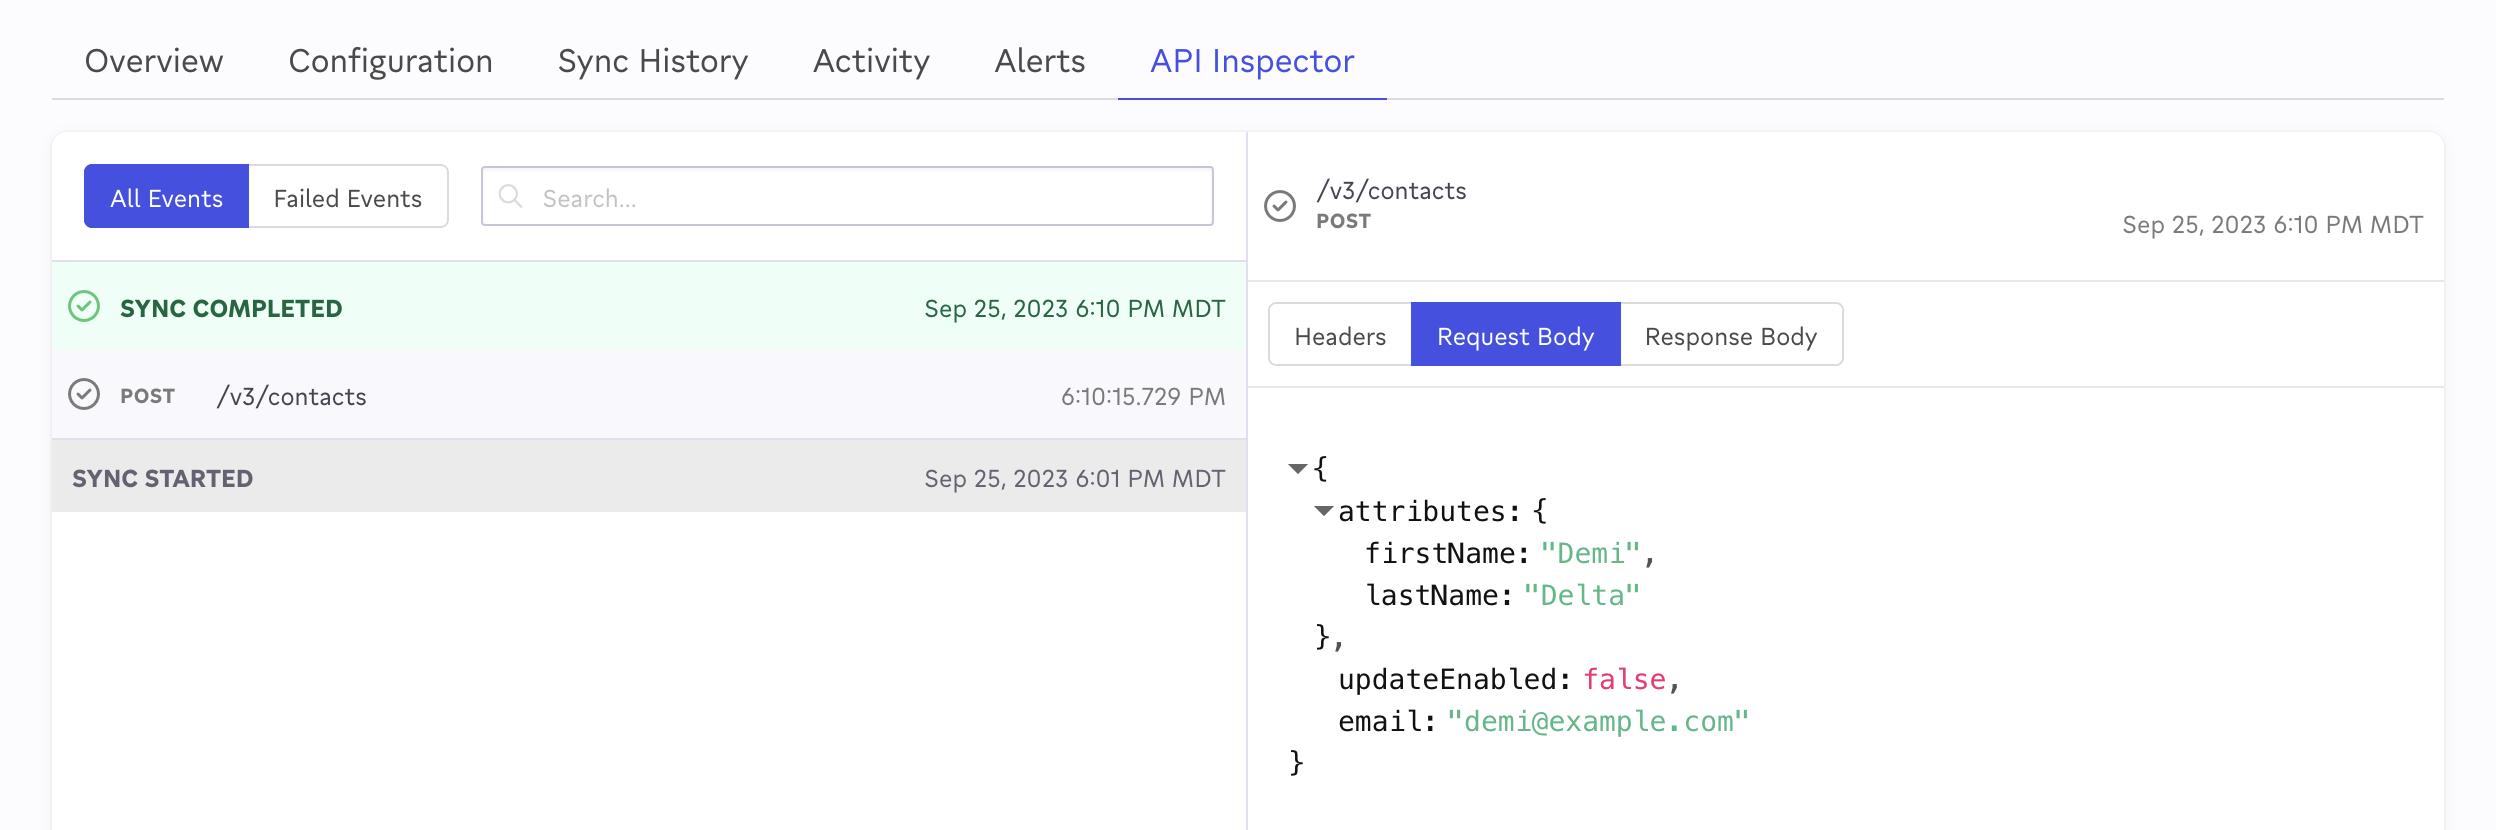 Overview Configuration Sync History Activity Alerts API Inspector
All Events Failed Events Search...
SYNC COMPLETED Sep 25, 2023 6:10 PM MDT
POST /v3/contacts 6:10:15.729 PM
SYNC STARTED Sep 25, 2023 6:01 PM MDT
/v3/contacts
POST
Sep 25, 2023 6:10 PM MDT
Headers Request Body Response Body
{
attributes: {
firstName: "Demi",
lastName: "Delta"
},
updateEnabled: false,
email: "demi@example.com"
}